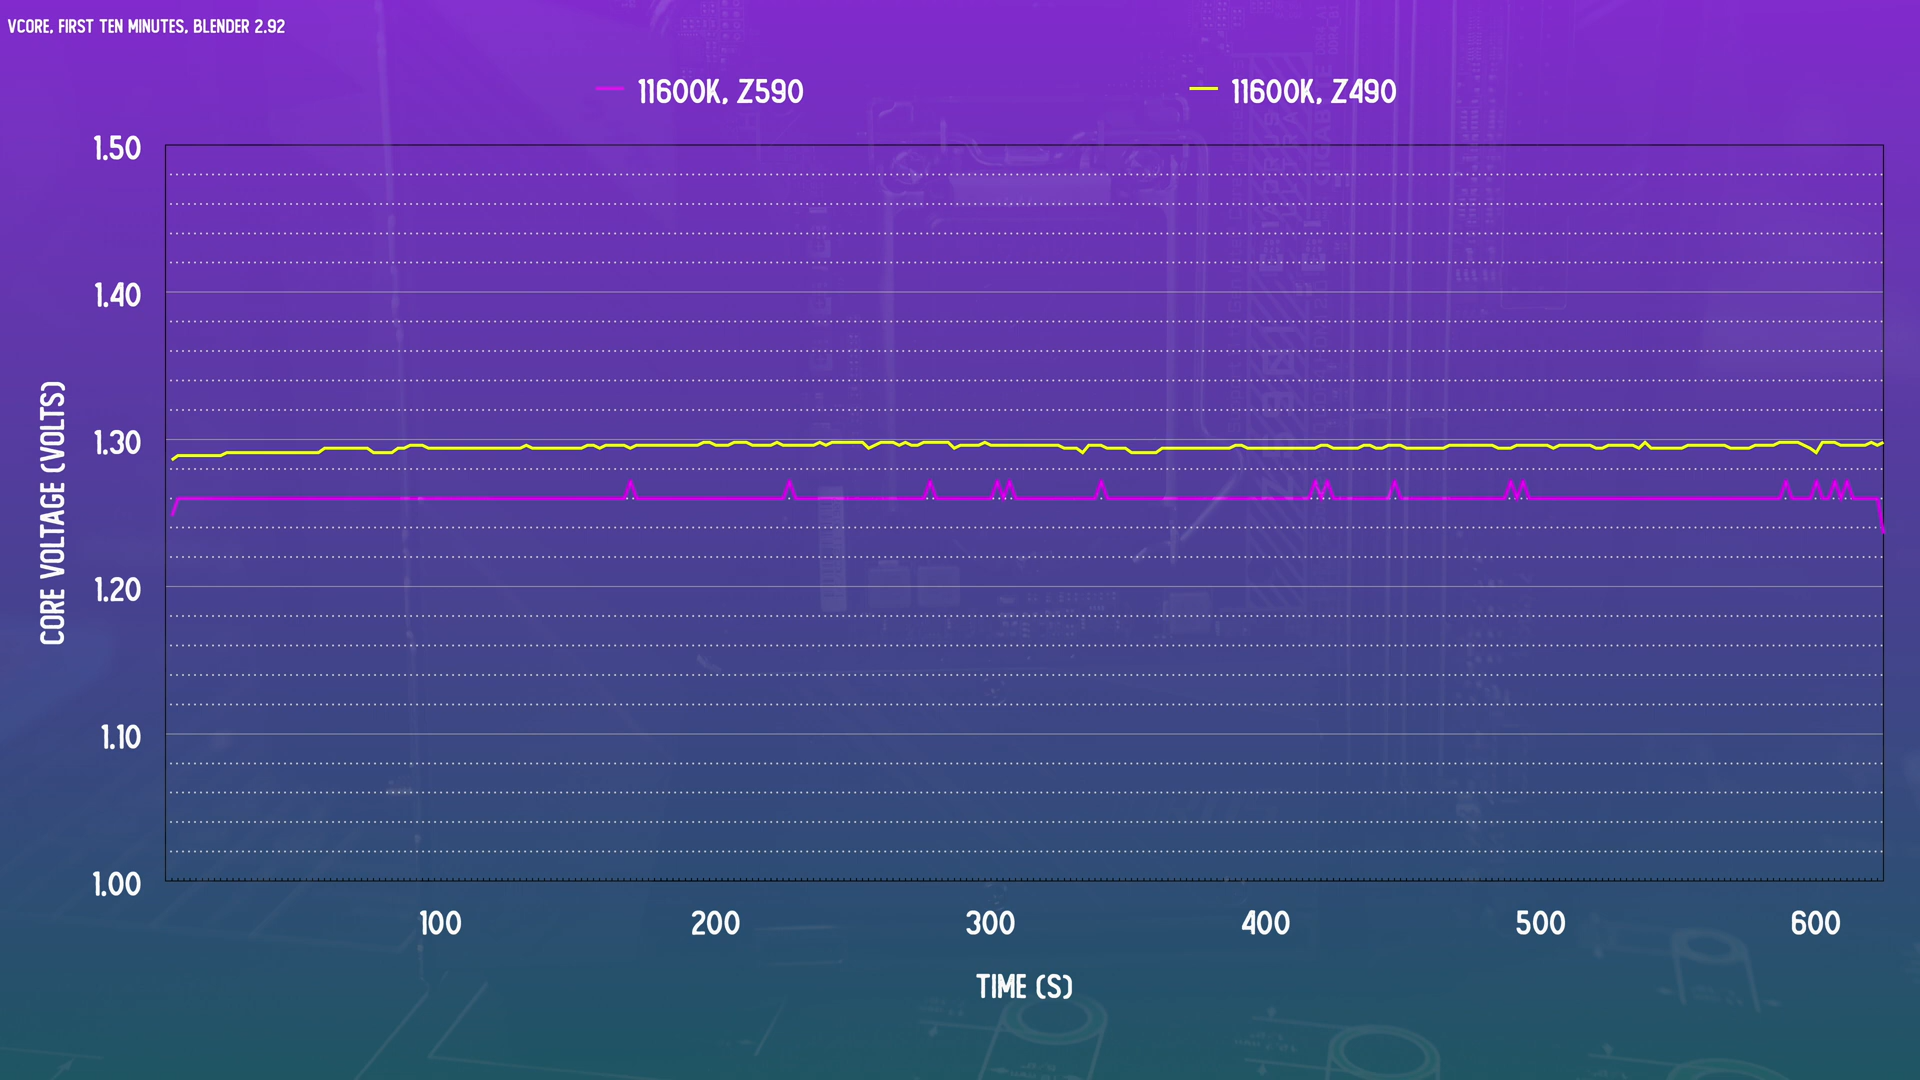 VCORE, FIRST TEN MINUTES, BLENDER 2.92
11600K, Z590
11600K, Z490
1.50
1.40
1.30
1.20
1.10
1.00
CORE VOLTAGE (VOLTS)
100 200 300 400 500 600
TIME (S)